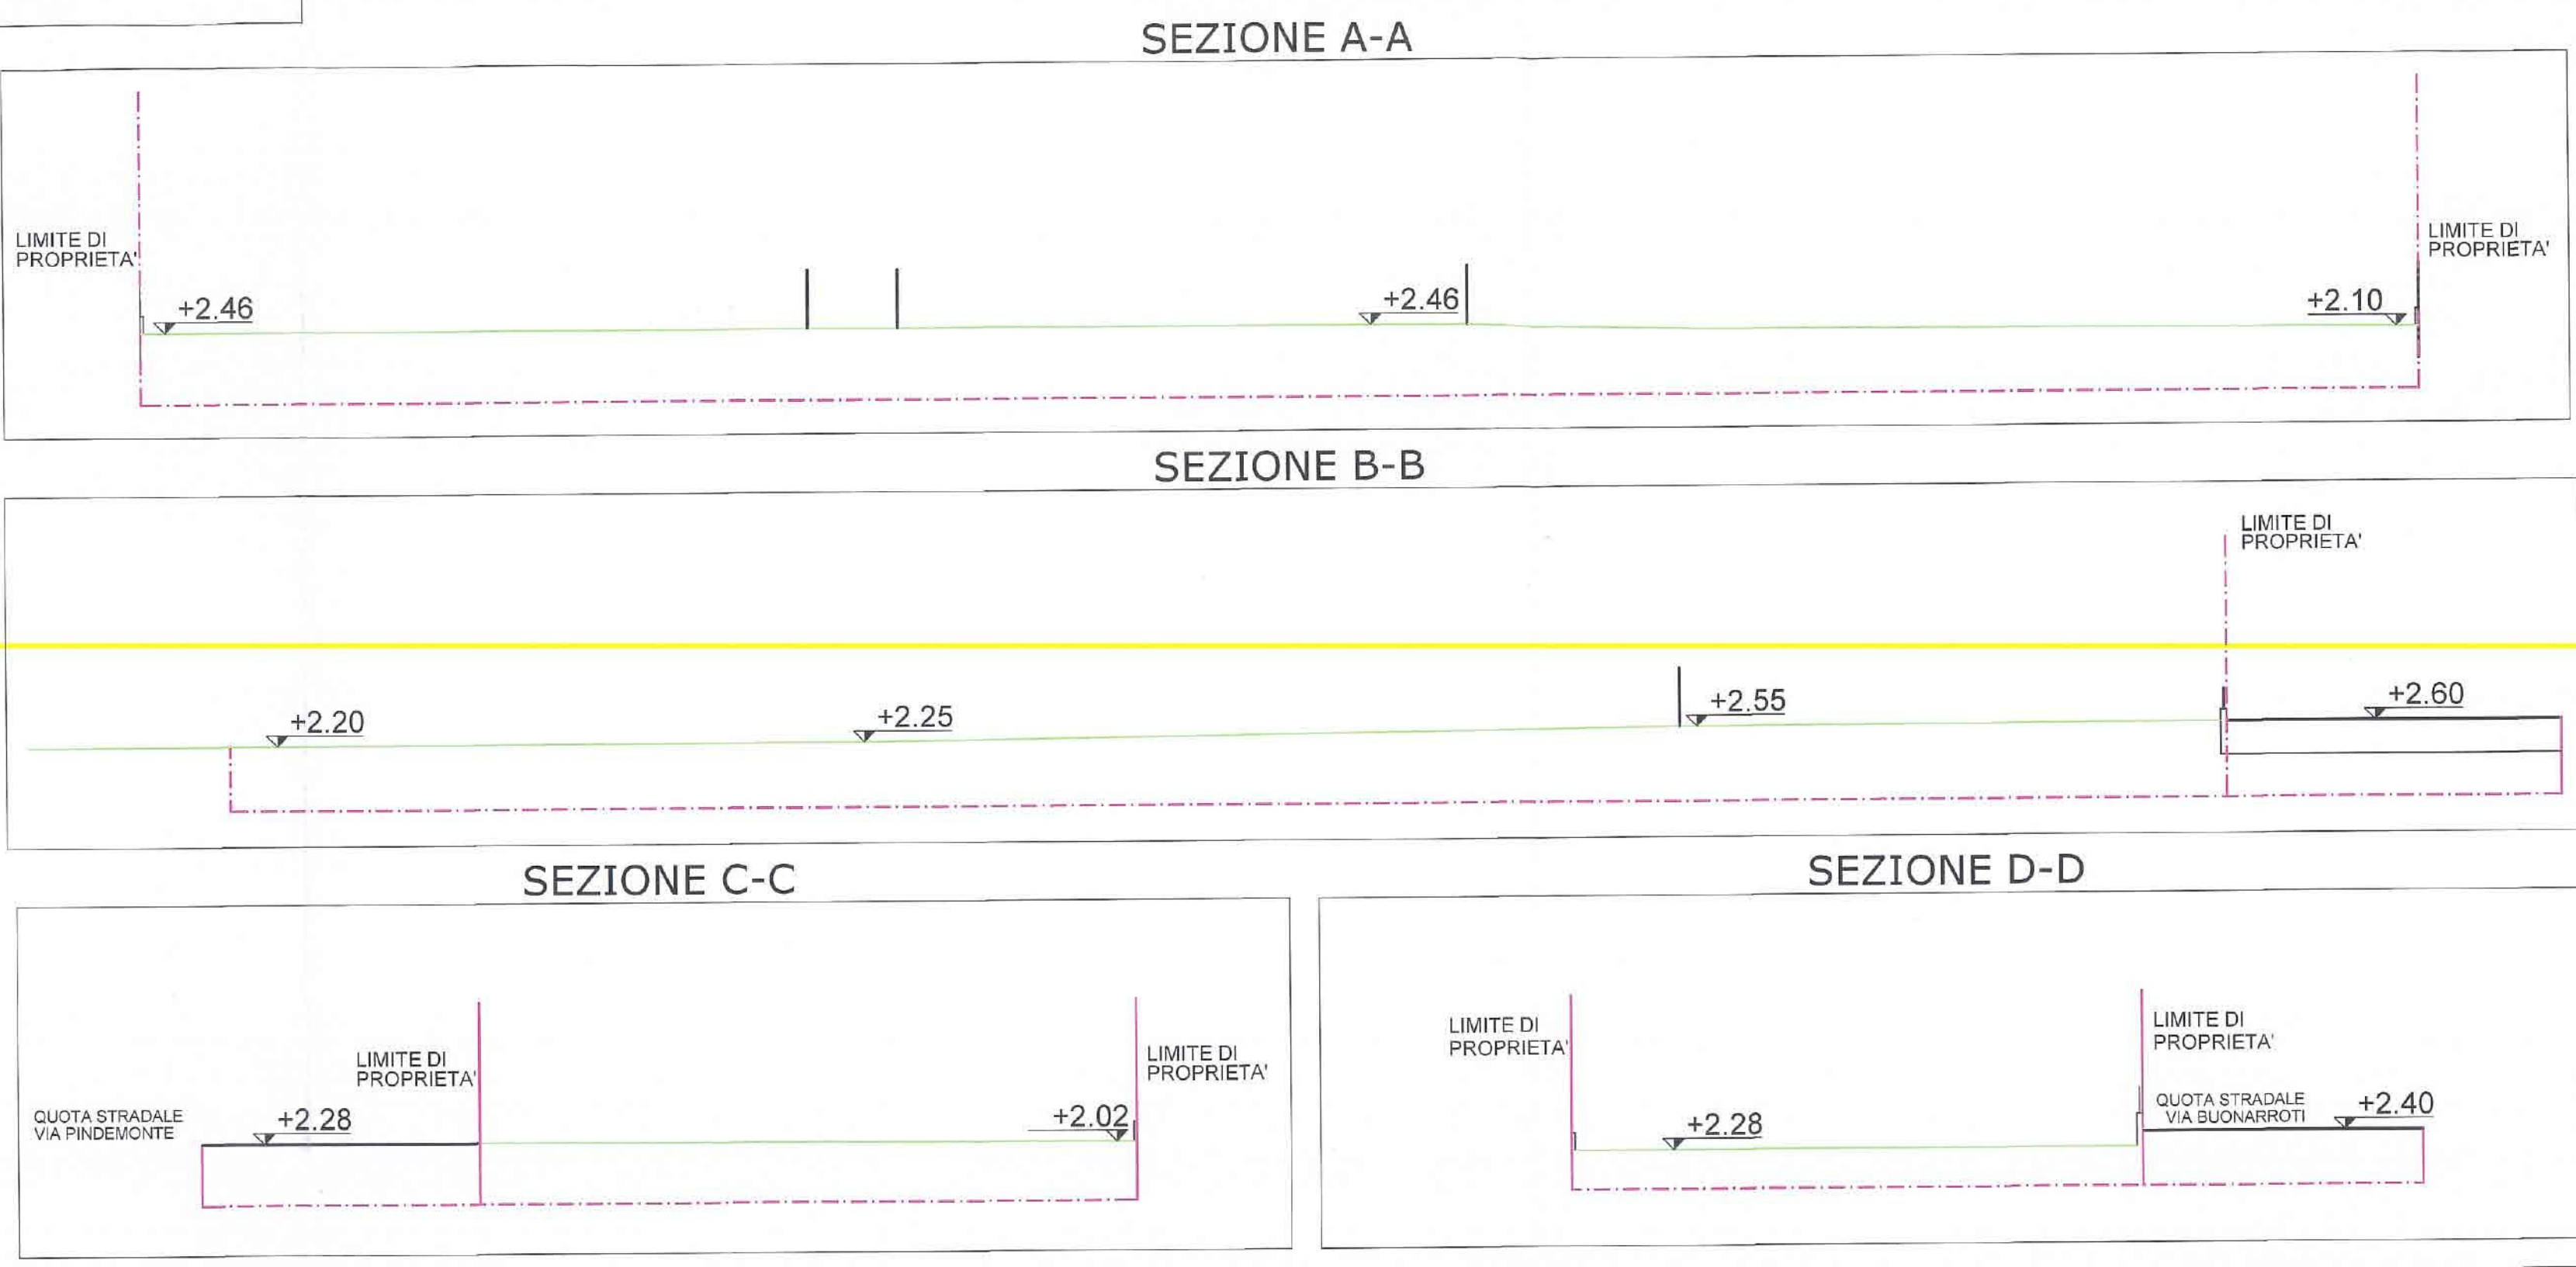 SEZIONE A-A
LIMITE DI
PROPRIETA'
+2.46
+2.46
+2.10
LIMITE DI
PROPRIETA'
SEZIONE B-B
LIMITE DI
PROPRIETA'
+2.20
+2.25
+2.55
+2.60
SEZIONE C-C
QUOTA STRADALE
VIA PINDEMONTE
+2.28
LIMITE DI
PROPRIETA'
+2.02
LIMITE DI
PROPRIETA'
SEZIONE D-D
LIMITE DI
PROPRIETA'
+2.28
LIMITE DI
PROPRIETA'
QUOTA STRADALE
VIA BUONARROTI
+2.40